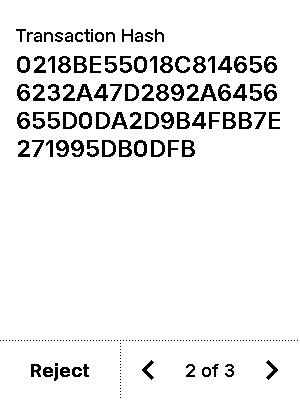 Transaction Hash
0218BE55018C814656
6232A47D2892A6456
655D0DA2D9B4FBB7E
271995DB0DFB
Reject
2 of 3